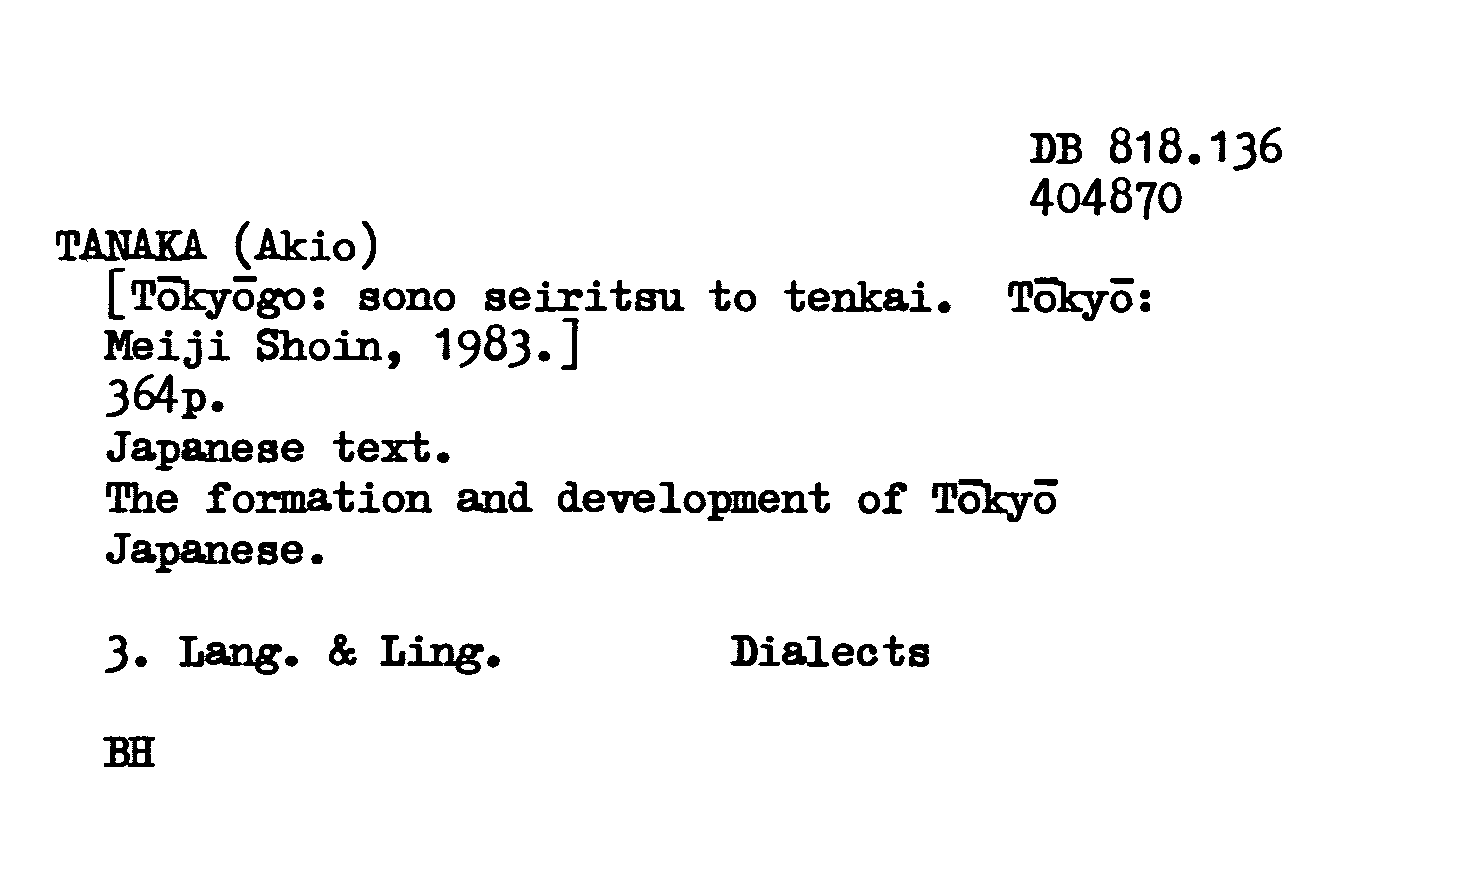 DB 818.136
404870
TANAKA (Akio)
[Tōkyōgo: sono seiritsu to tenkai. Tōkyō:
Meiji Shoin, 1983.]
364p.
Japanese text.
The formation and development of Tōkyō
Japanese.
3. Lang. & Ling. Dialects
BH